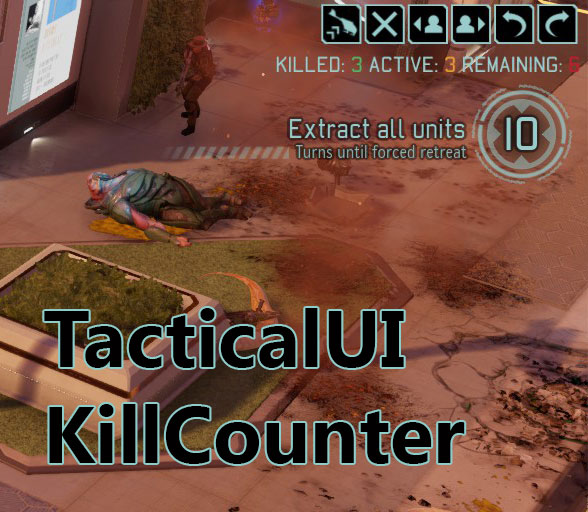 KILLED: 3 ACTIVE: 3 REMAINING: 6
Extract all units
10
Turns until forced retreat
TacticalUI
KillCounter